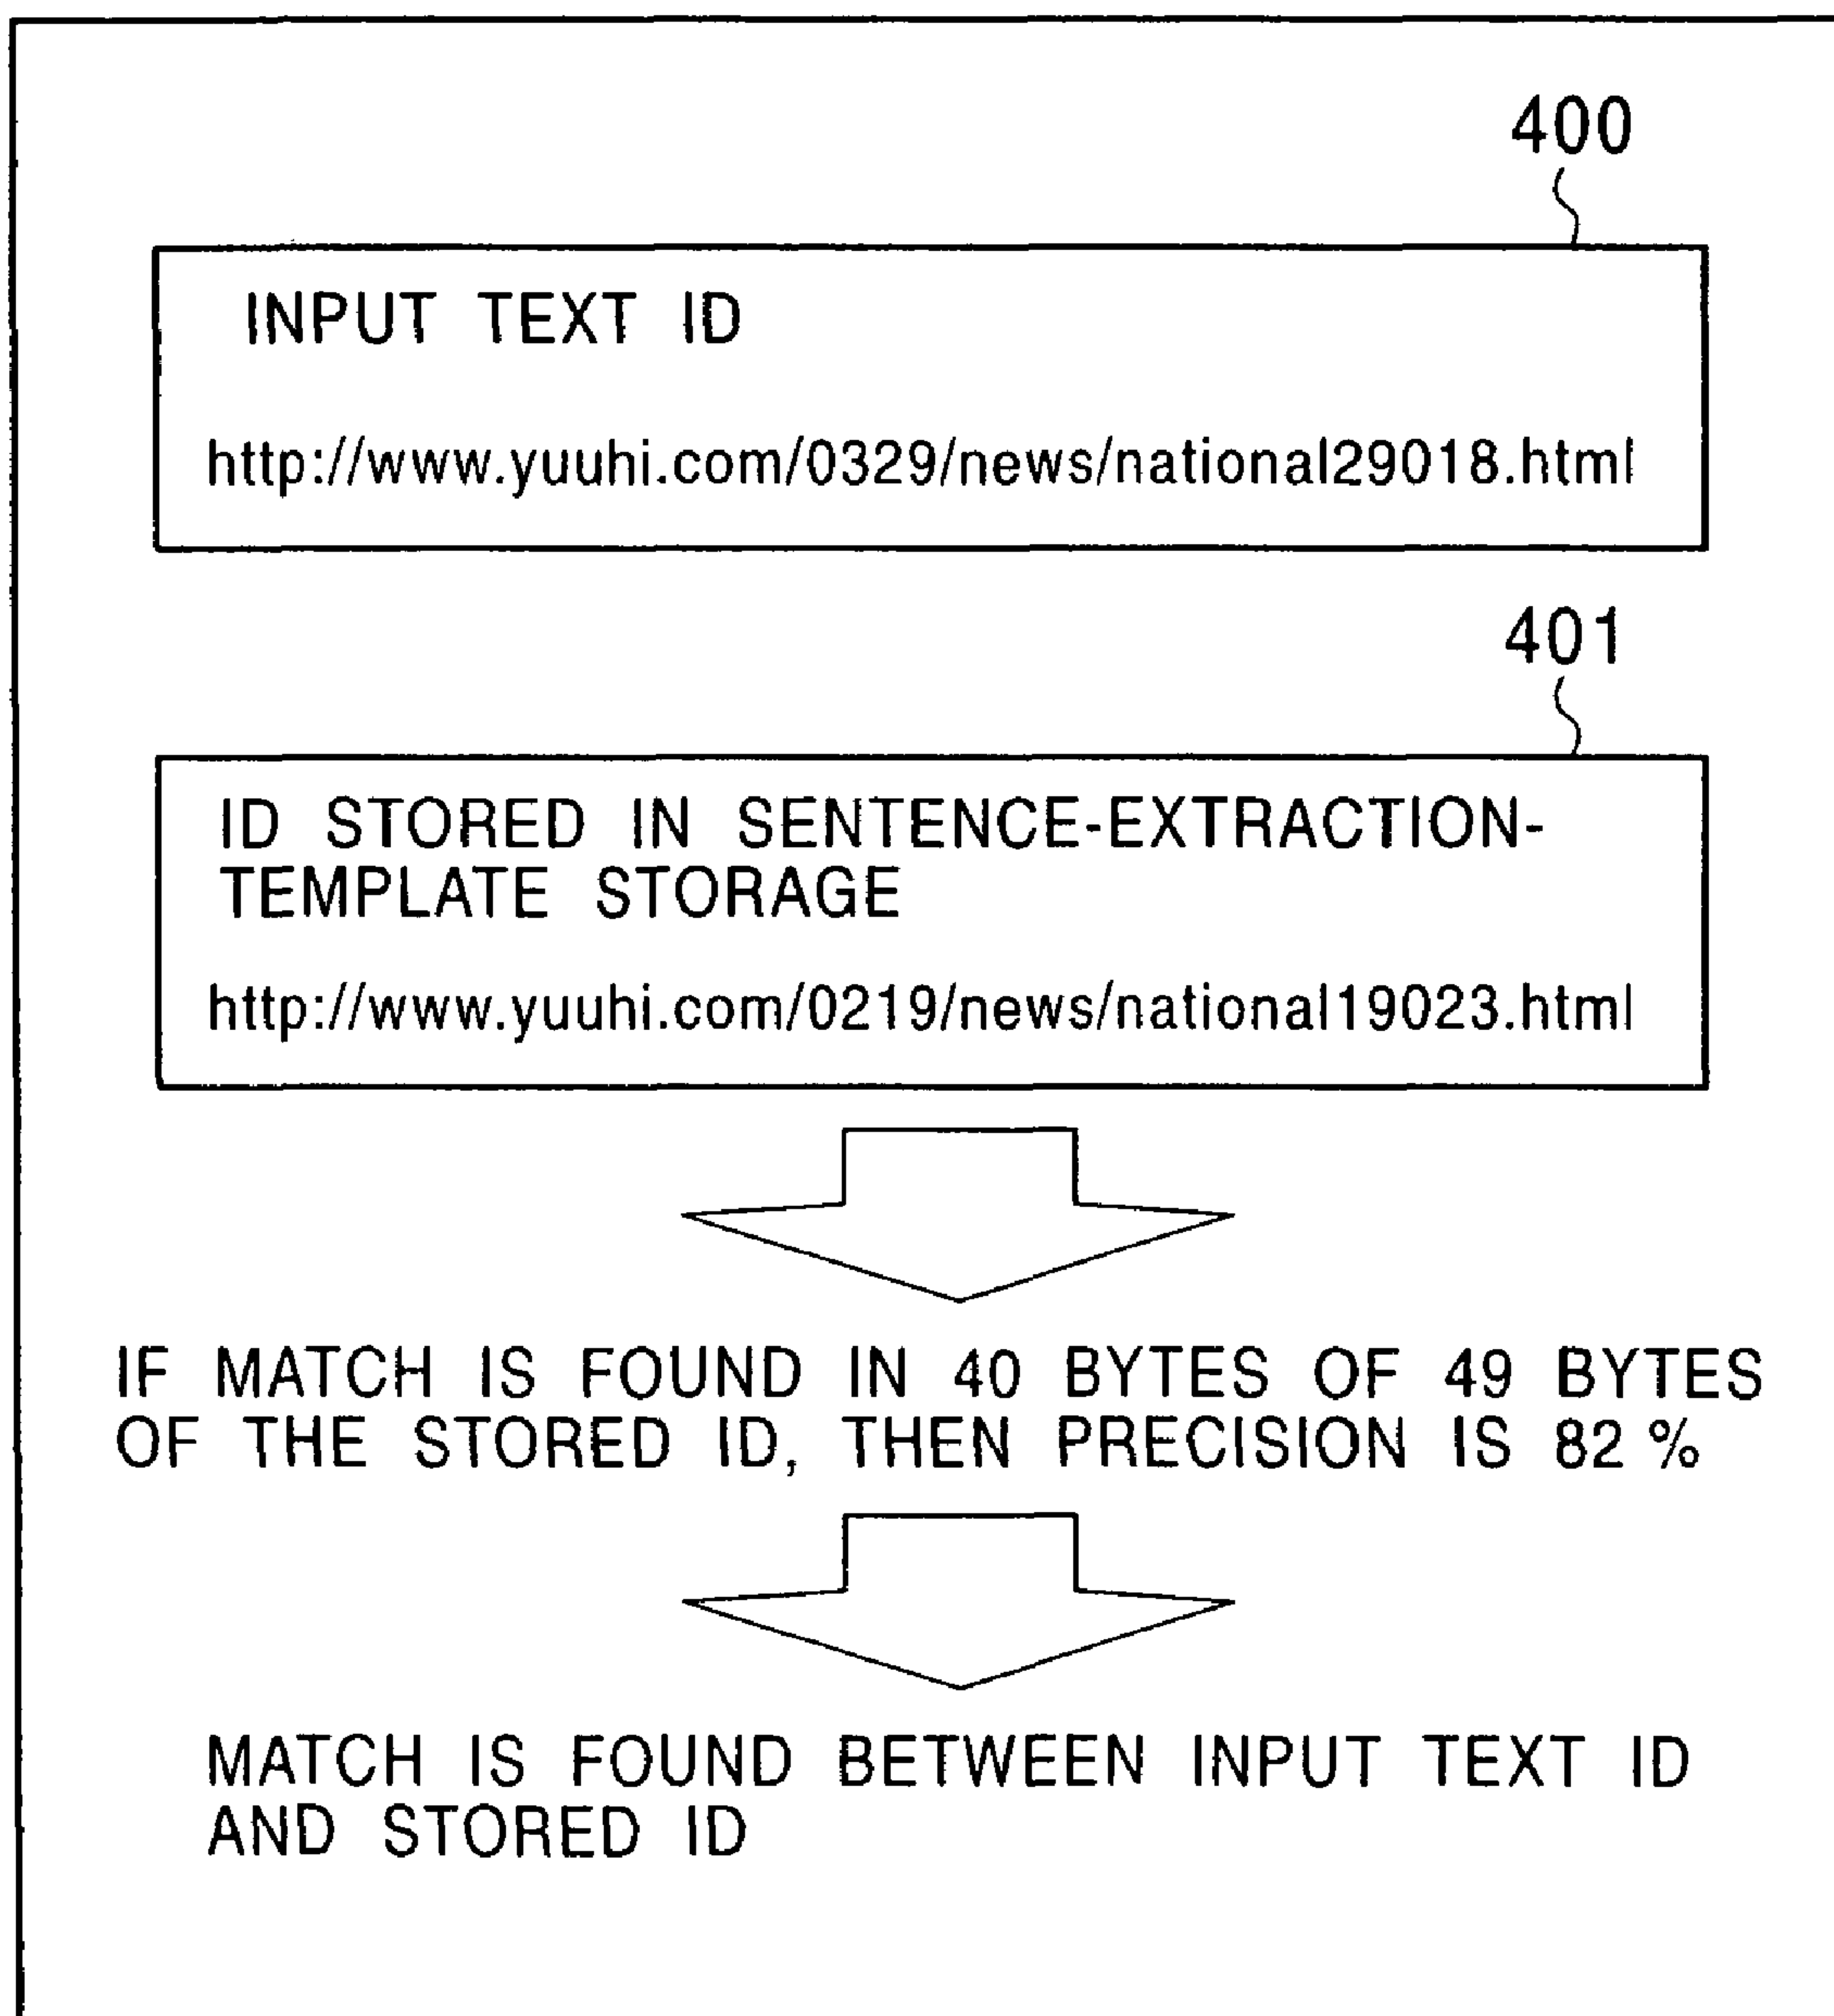 400
INPUT TEXT ID
http://www.yuuhi.com/0329/news/national29018.html
401
ID STORED IN SENTENCE-EXTRACTION-
TEMPLATE STORAGE
http://www.yuuhi.com/0219/news/national19023.html
IF MATCH IS FOUND IN 40 BYTES OF 49 BYTES
OF THE STORED ID, THEN PRECISION IS 82 %
MATCH IS FOUND BETWEEN INPUT TEXT ID
AND STORED ID